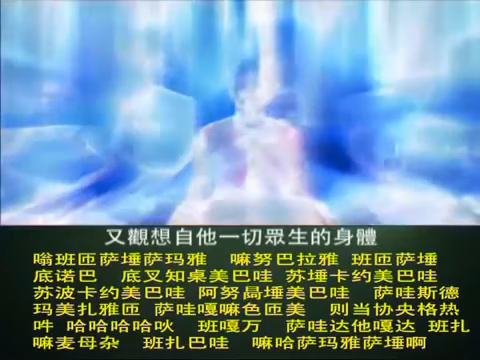 又觀想自他一切眾生的身體
嗡班匝萨埵萨玛雅 嘛努巴拉雅 班匝萨埵
底诺巴 底叉知桌美巴哇 苏埵卡约美巴哇
苏波卡约美巴哇 阿努晑埵美巴哇 萨哇斯德
玛美扎雅匝 萨哇嘎嘛色匝美 则当协央格热
吽 哈哈哈哈伙 班嘎万 萨哇达他嘎达 班扎
嘛麦母杂 班扎巴哇 嘛哈萨玛雅萨埵啊